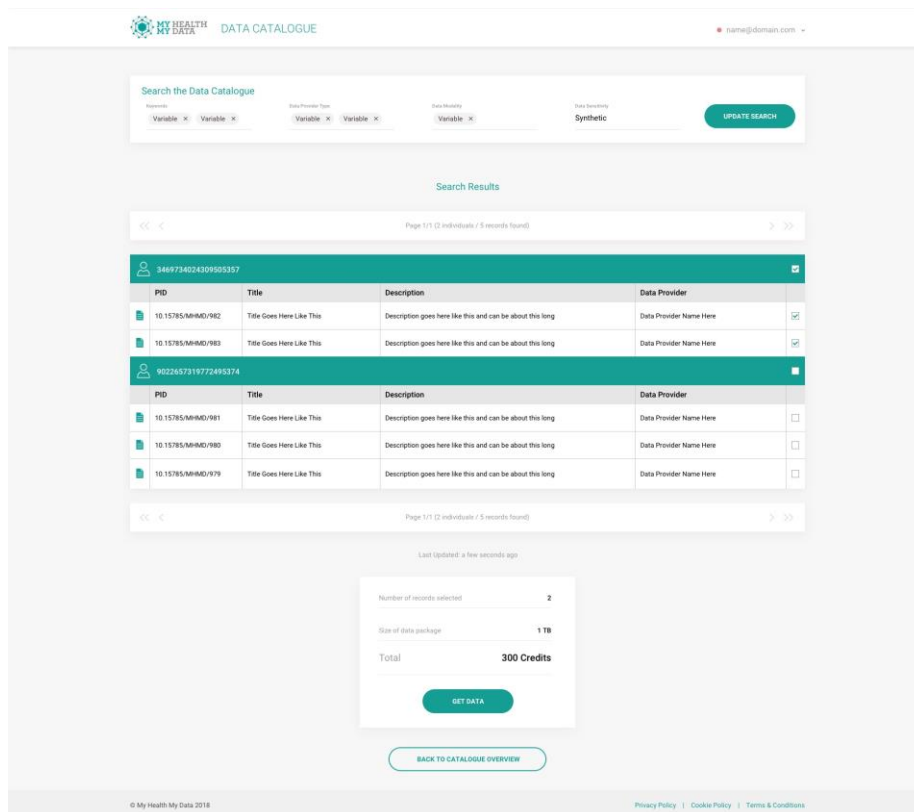 MY HEALTH
MY DATA
DATA CATALOGUE
name@domain.com
Search the Data Catalogue
Keywords Data Provider Type Data Modality Data Sensitivity
Variable × Variable × Variable × Variable × Variable × Synthetic
UPDATE SEARCH
Search Results
Page 1/1 (2 individuals / 5 records found)
3469734024309505357
PID Title Description Data Provider
10.15785/MHMD/982 Title Goes Here Like This Description goes here like this and can be about this long Data Provider Name Here
10.15785/MHMD/983 Title Goes Here Like This Description goes here like this and can be about this long Data Provider Name Here
9022657319772495374
PID Title Description Data Provider
10.15785/MHMD/981 Title Goes Here Like This Description goes here like this and can be about this long Data Provider Name Here
10.15785/MHMD/980 Title Goes Here Like This Description goes here like this and can be about this long Data Provider Name Here
10.15785/MHMD/979 Title Goes Here Like This Description goes here like this and can be about this long Data Provider Name Here
Page 1/1 (2 individuals / 5 records found)
Last Updated: a few seconds ago
Number of records selected 2
Size of data package 1 TB
Total 300 Credits
GET DATA
BACK TO CATALOGUE OVERVIEW
© My Health My Data 2018 Privacy Policy | Cookie Policy | Terms & Conditions